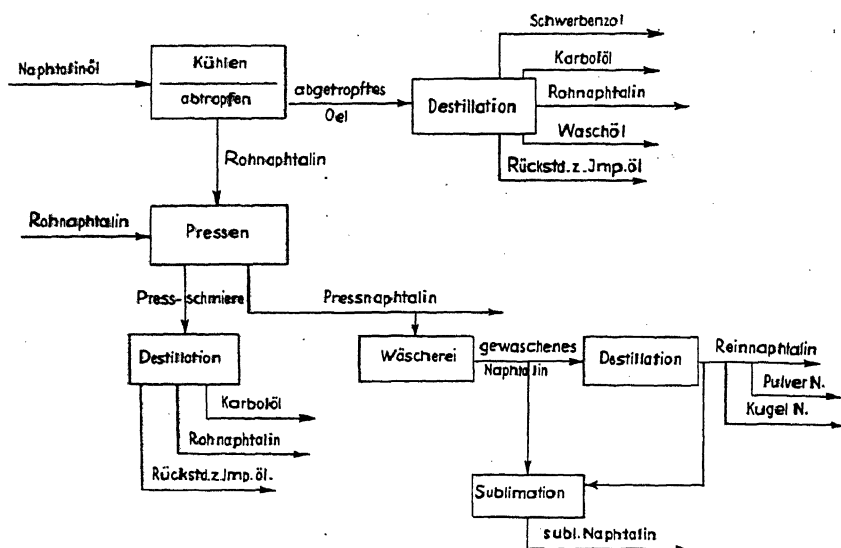 Schwerbenzol
Naphtalinöl
Kühlen
abtropfen
abgetropftes
Oel
Destillation
Karbolöl
Rohnaphtalin
Waschöl
Rückstd.z.Jmp.öl
Rohnaphtalin
Rohnaphtalin
Pressen
Press-schmiere
Pressnaphtalin
Destillation
Wäscherei
gewaschenes
Naphtalin
Destillation
Reinnaphtalin
Pulver N.
Kugel N.
Karbolöl
Rohnaphtalin
Rückstd.z.Jmp.öl.
Sublimation
subl.Naphtalin